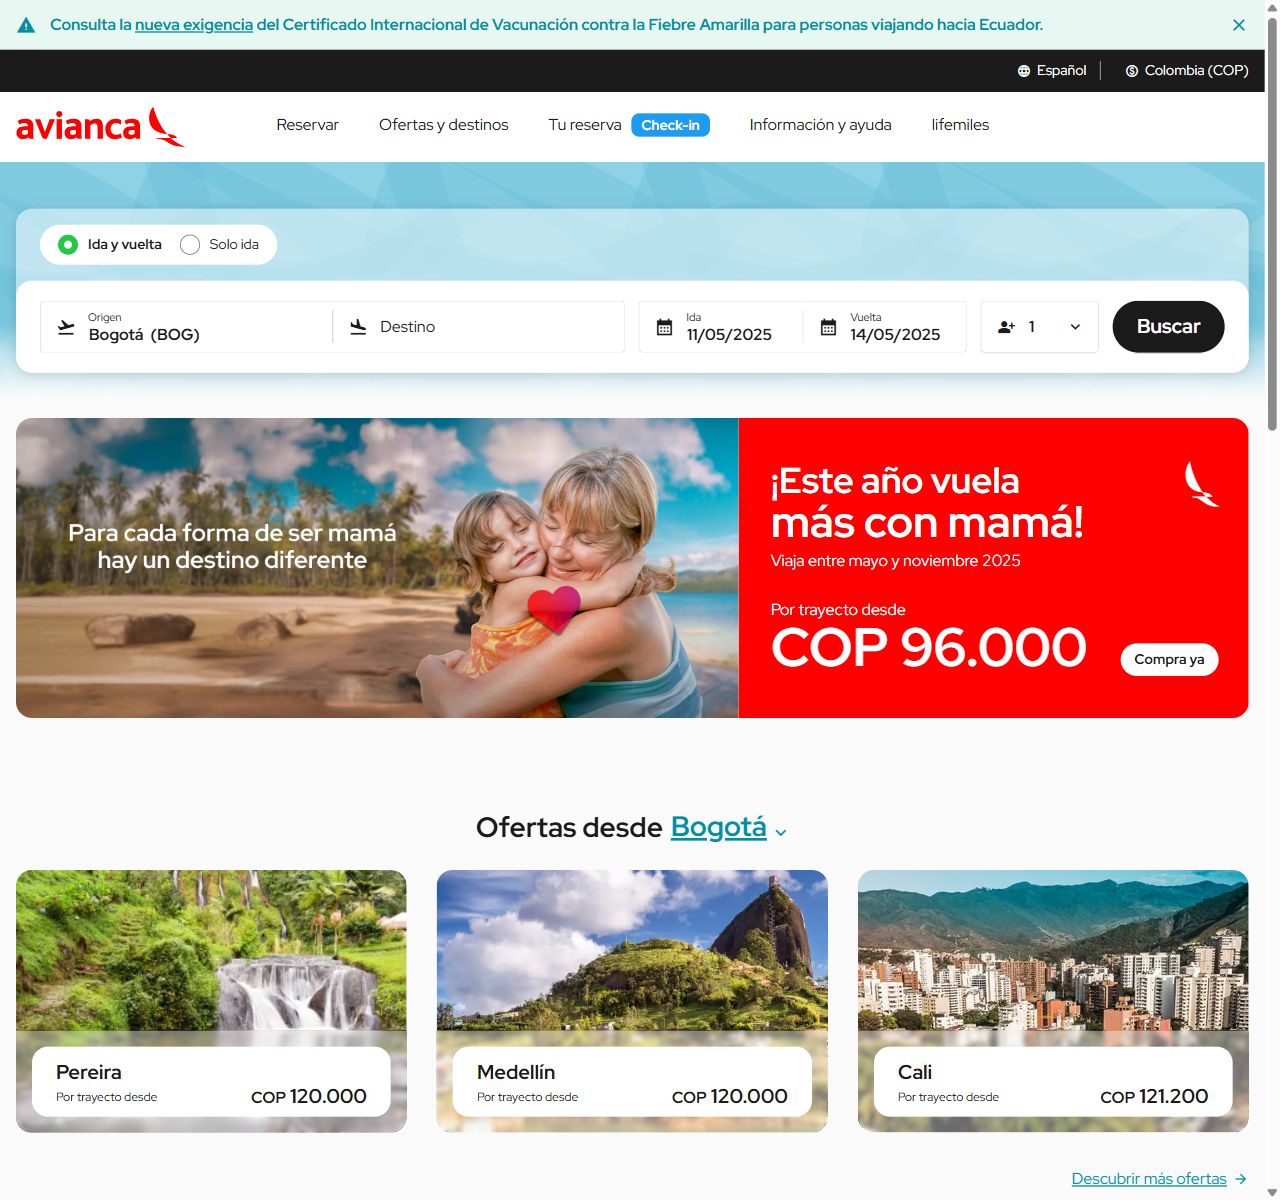 Consulta la nueva exigencia del Certificado Internacional de Vacunación contra la Fiebre Amarilla para personas viajando hacia Ecuador.
Español
Colombia (COP)
avianca
Reservar
Ofertas y destinos
Tu reserva
Check-in
Información y ayuda
lifemiles
Ida y vuelta
Solo ida
Origen
Bogotá (BOG)
Destino
Ida
11/05/2025
Vuelta
14/05/2025
1
Buscar
Para cada forma de ser mamá
hay un destino diferente
¡Este año vuela
más con mamá!
Viaja entre mayo y noviembre 2025
Por trayecto desde
COP 96.000
Compra ya
Ofertas desde Bogotá
Pereira
Por trayecto desde
COP 120.000
Medellín
Por trayecto desde
COP 120.000
Cali
Por trayecto desde
COP 121.200
Descubrir más ofertas